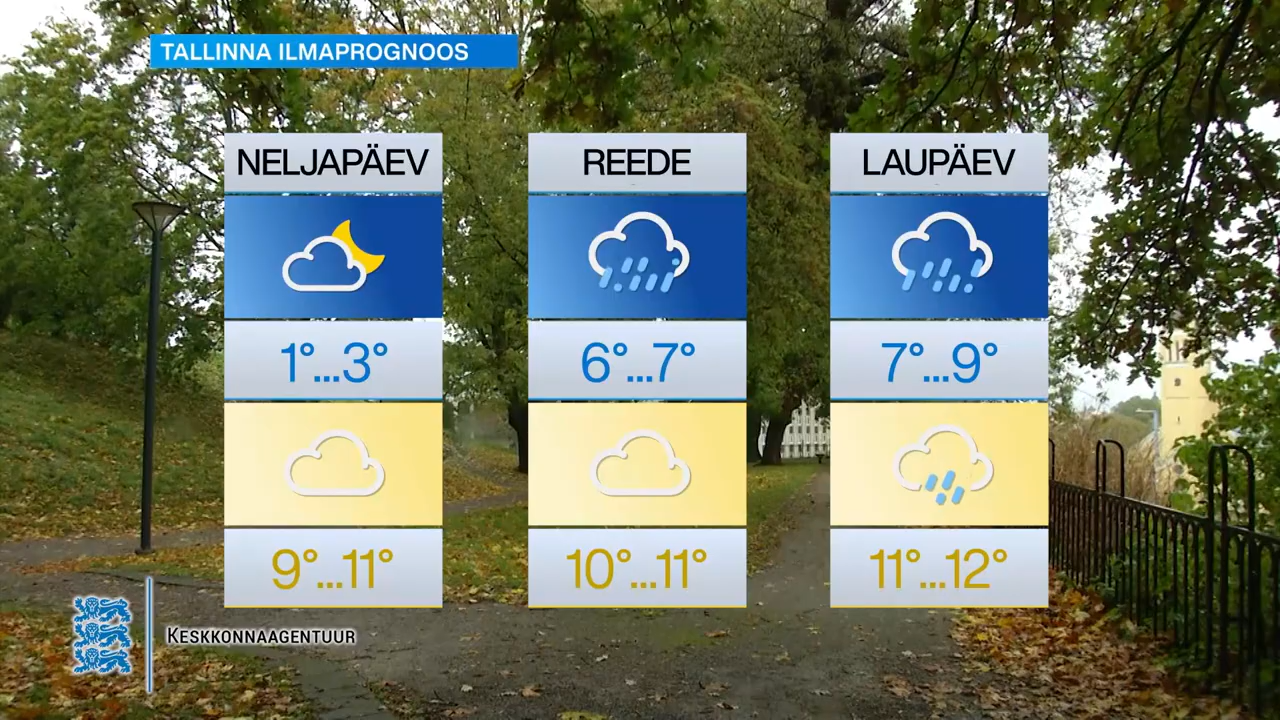 TALLINNA ILMAPROGNOOS
NELJAPÄEV
1°...3°
9°...11°
REEDE
6°...7°
10°...11°
LAUPÄEV
7°...9°
11°...12°
KESKKONNAAGENTUUR